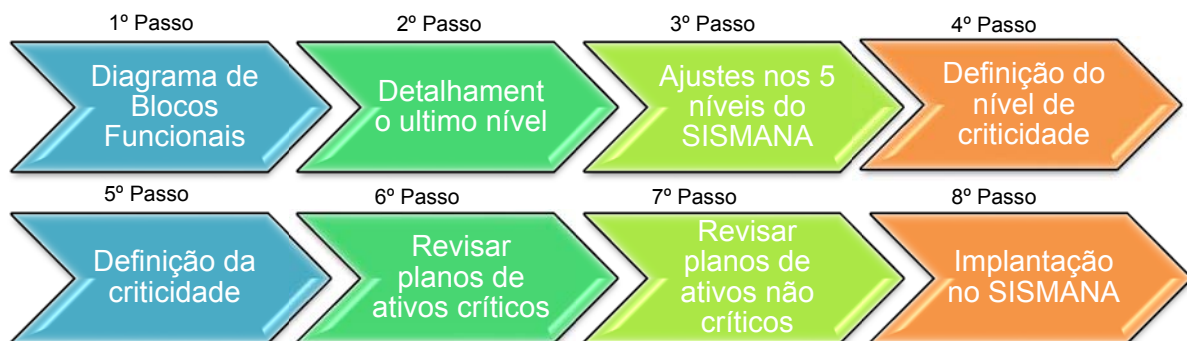 1º Passo
Diagrama de
Blocos
Funcionais
2º Passo
Detalhament
o ultimo nível
3º Passo
Ajustes nos 5
níveis do
SISMANA
4º Passo
Definição do
nível de
criticidade
5º Passo
Definição da
criticidade
6º Passo
Revisar
planos de
ativos críticos
7º Passo
Revisar
planos de
ativos não
críticos
8º Passo
Implantação
no SISMANA